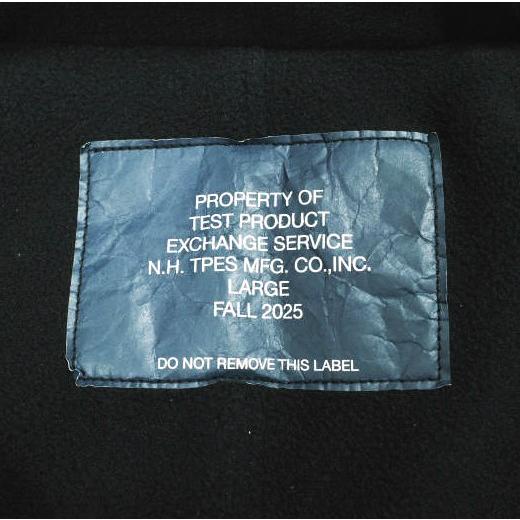 PROPERTY OF
TEST PRODUCT
EXCHANGE SERVICE
N.H. TPES MFG. CO.,INC.
LARGE
FALL 2025
DO NOT REMOVE THIS LABEL